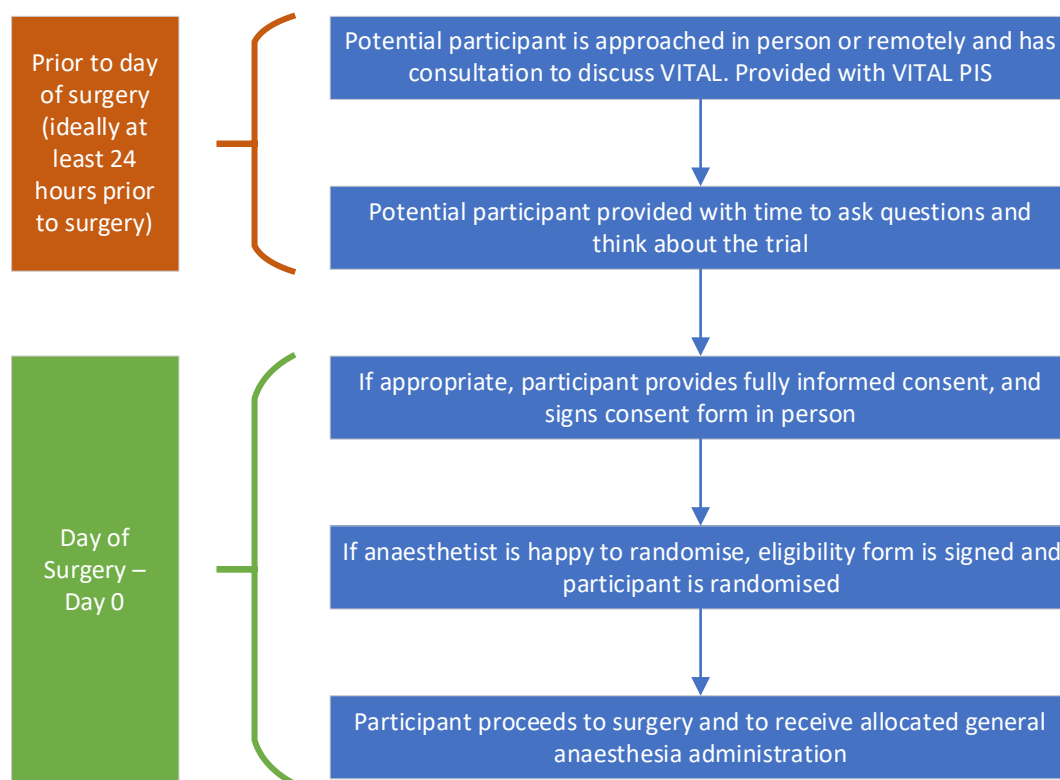 Prior to day
of surgery
(ideally at
least 24
hours prior
to surgery)
Potential participant is approached in person or remotely and has
consultation to discuss VITAL. Provided with VITAL PIS
Potential participant provided with time to ask questions and
think about the trial
Day of
Surgery –
Day 0
If appropriate, participant provides fully informed consent, and
signs consent form in person
If anaesthetist is happy to randomise, eligibility form is signed and
participant is randomised
Participant proceeds to surgery and to receive allocated general
anaesthesia administration